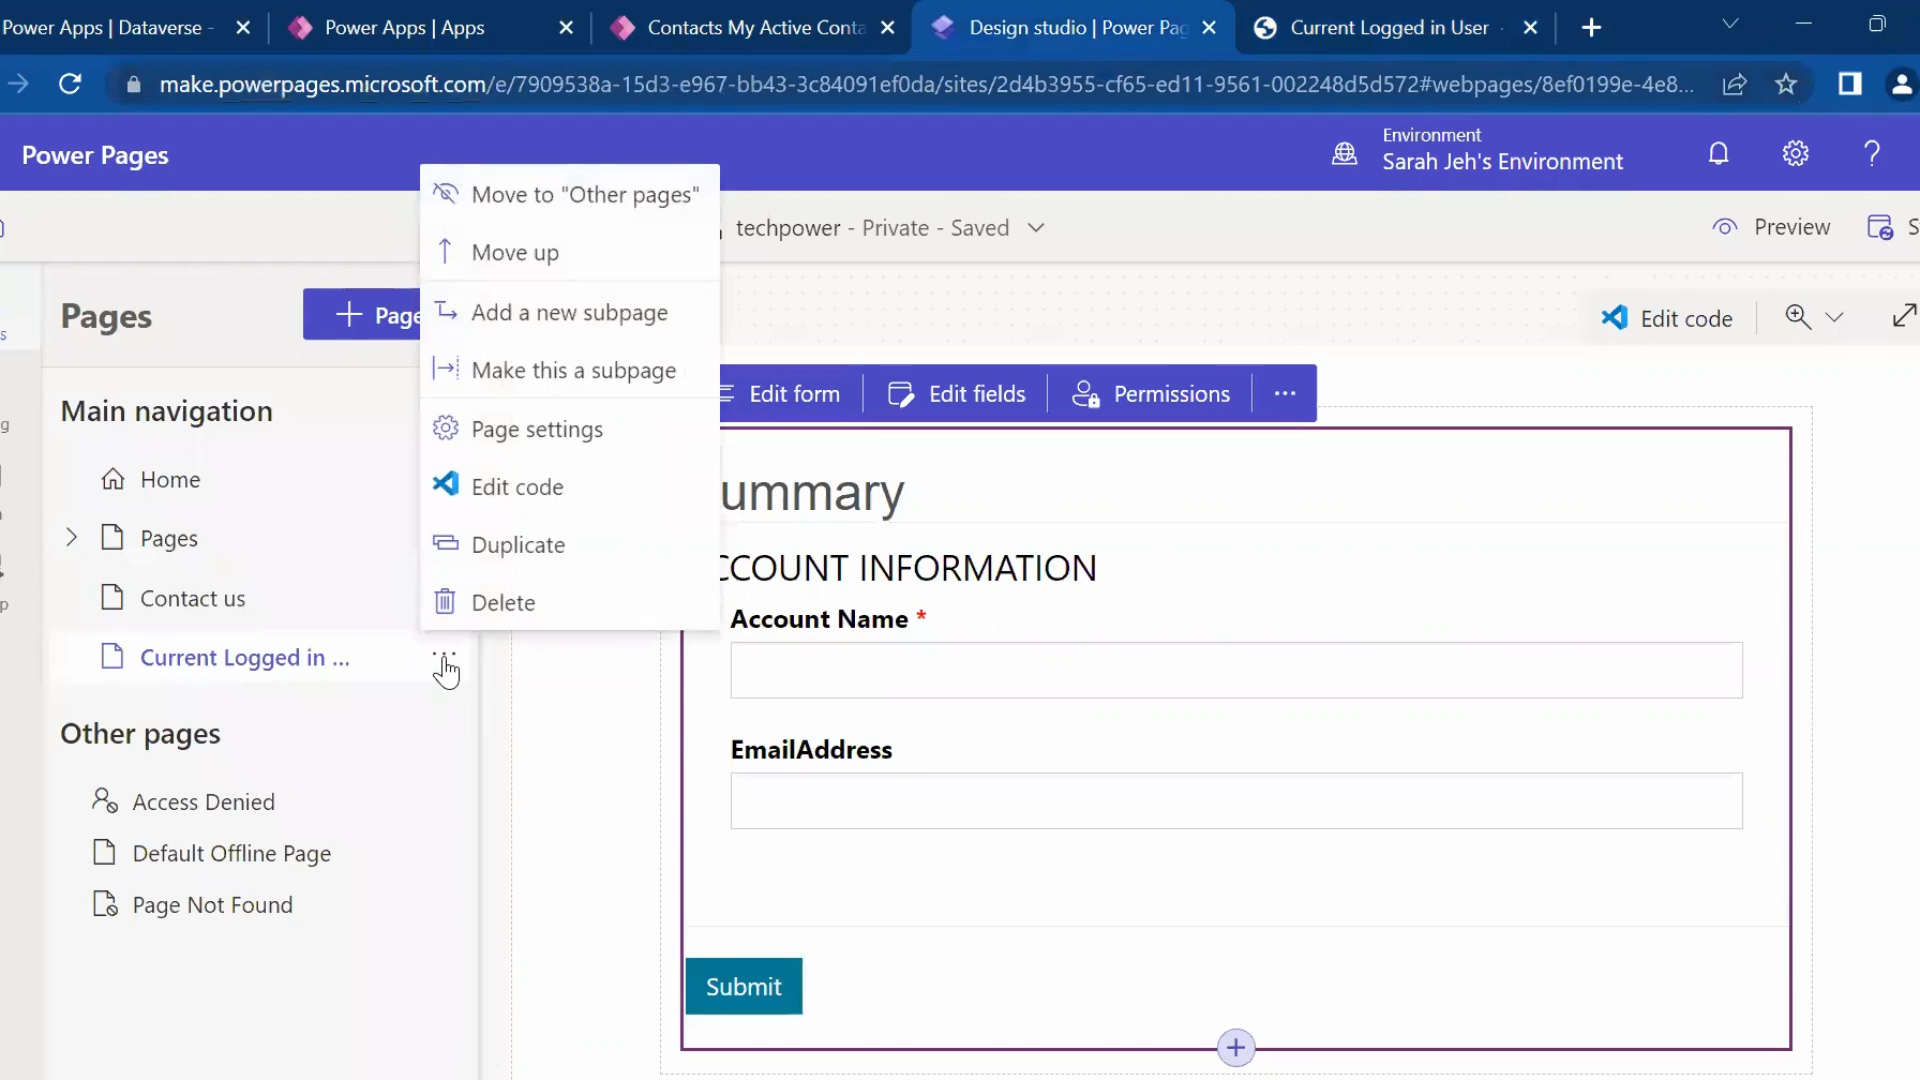 Power Apps | Dataverse -
Power Apps | Apps
Contacts My Active Conta
Design studio | Power Pag
Current Logged in User -
make.powerpages.microsoft.com/e/7909538a-15d3-e967-bb43-3c84091ef0da/sites/2d4b3955-cf65-ed11-9561-002248d5d572#webpages/8ef0199e-4e8...
Power Pages
Environment
Sarah Jeh's Environment
techpower - Private - Saved
Preview
S
Pages
+ Page
Edit code
Move to "Other pages"
Move up
Add a new subpage
Make this a subpage
Page settings
Edit code
Duplicate
Delete
Edit form
Edit fields
Permissions
...
Main navigation
Home
Pages
Contact us
Current Logged in ...
...
Other pages
Access Denied
Default Offline Page
Page Not Found
ummary
CCOUNT INFORMATION
Account Name *
EmailAddress
Submit